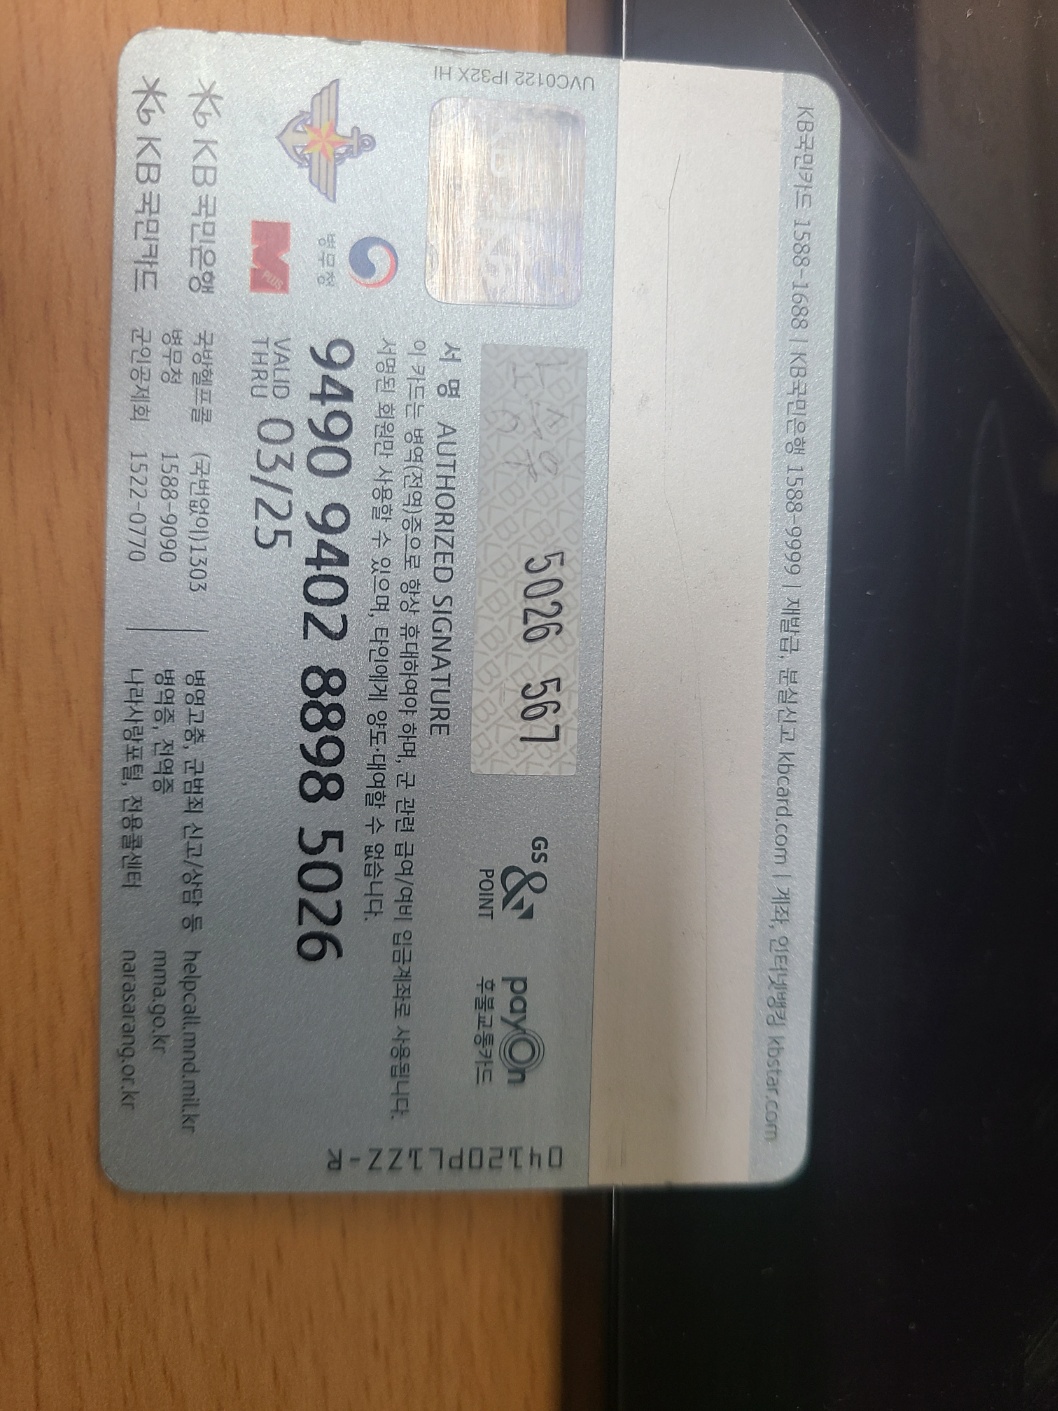 KB국민카드 1588-1688 | KB국민은행 1588-9999 | 재발급, 분실신고 kbcard.com | 계좌, 인터넷뱅킹 kbstar.com
UVC0122 IP32X HI
5026 567
GS & POINT
payOn
후불교통카드
서 명 AUTHORIZED SIGNATURE
이 카드는 병역(전역)증으로 항상 휴대하여야 하며, 군 관련 급여/여비 입금계좌로 사용됩니다.
서명된 회원만 사용할 수 있으며, 타인에게 양도·대여할 수 없습니다.
병무청
9490 9402 8898 5026
VALID THRU 03/25
PLUS
KB국민은행
KB국민카드
국방헬프콜 (국번없이)1303 병영고충, 군범죄 신고/상담 등 helpcall.mnd.mil.kr
병무청 1588-9090 병역증, 전역증 mma.go.kr
군인공제회 1522-0770 나라사랑포털, 전용콜센터 narasarang.or.kr
04120PL1ZZ-R